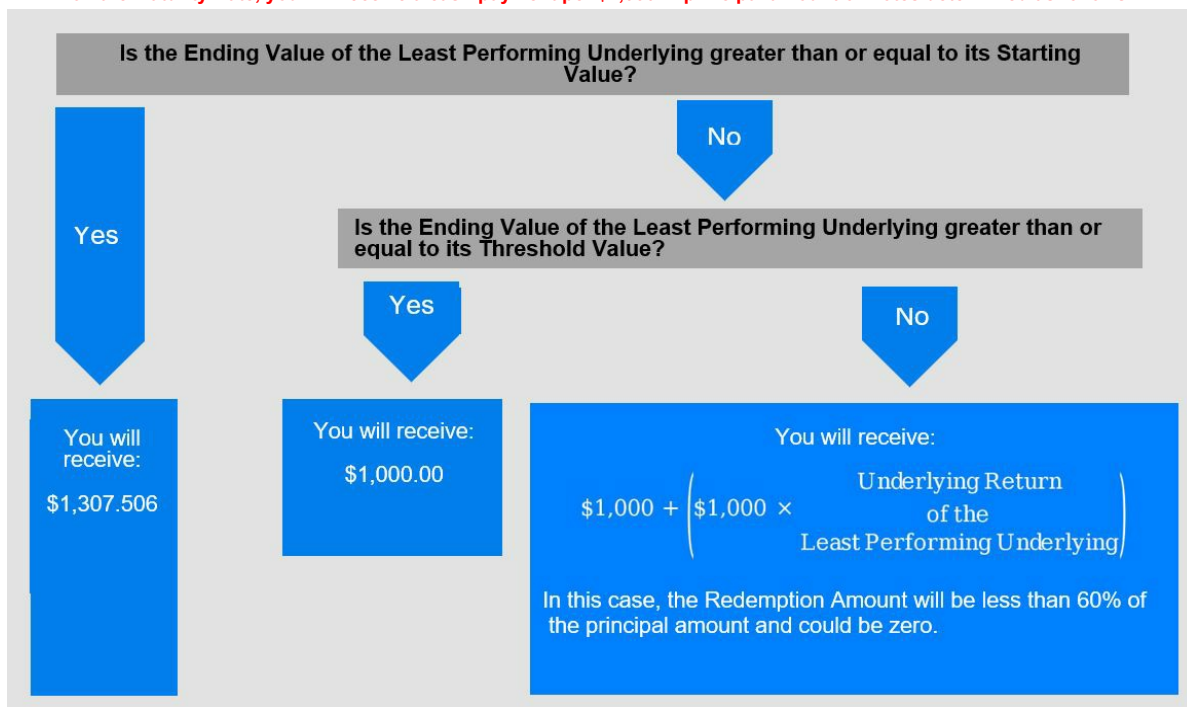 Is the Ending Value of the Least Performing Underlying greater than or equal to its Starting
Value?
Yes
No
Is the Ending Value of the Least Performing Underlying greater than or
equal to its Threshold Value?
Yes
No
You will
receive:
$1,307.506
You will receive:
$1,000.00
You will receive:
$1,000 + ($1,000 × Underlying Return
of the
Least Performing Underlying)
In this case, the Redemption Amount will be less than 60% of
the principal amount and could be zero.